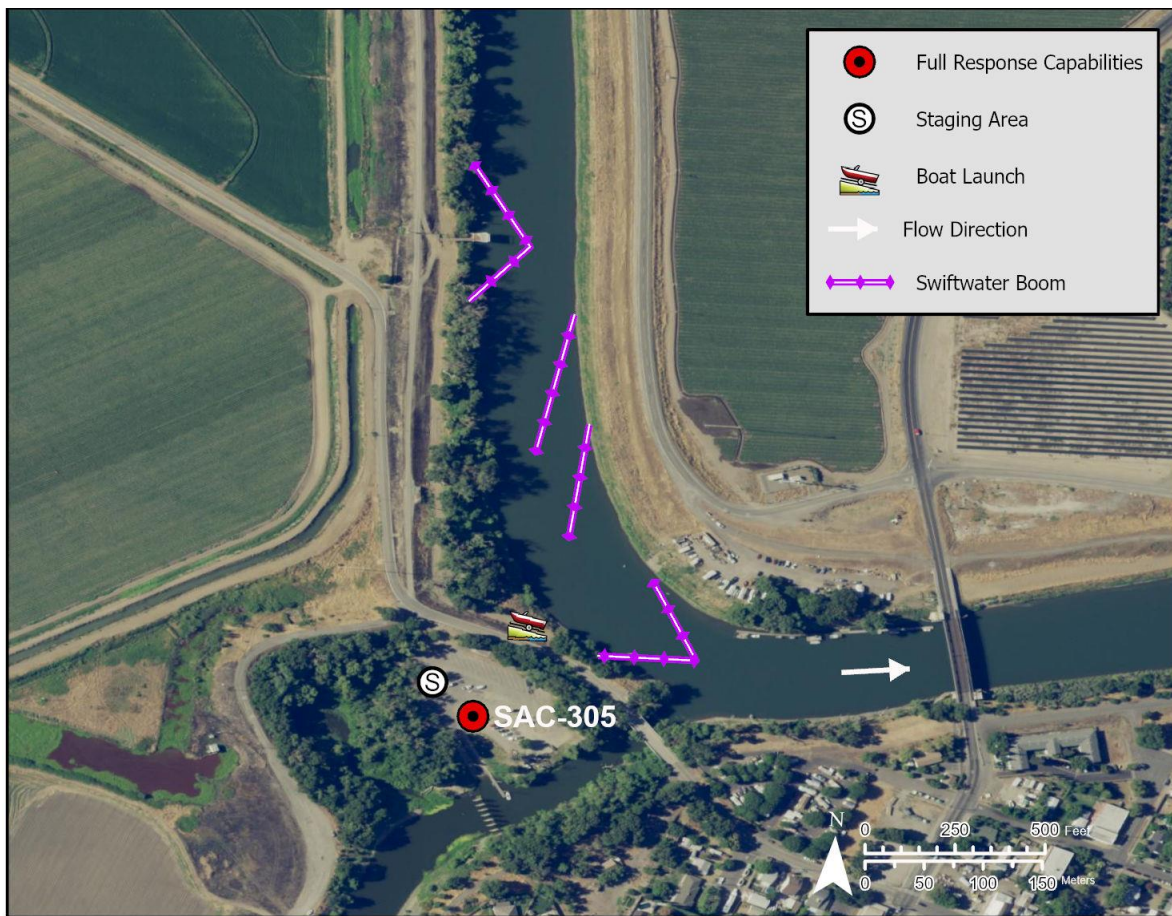 Full Response Capabilities
S
Staging Area
Boat Launch
Flow Direction
Swiftwater Boom
S
SAC-305
N
0 250 500 Feet
0 50 100 150 Meters